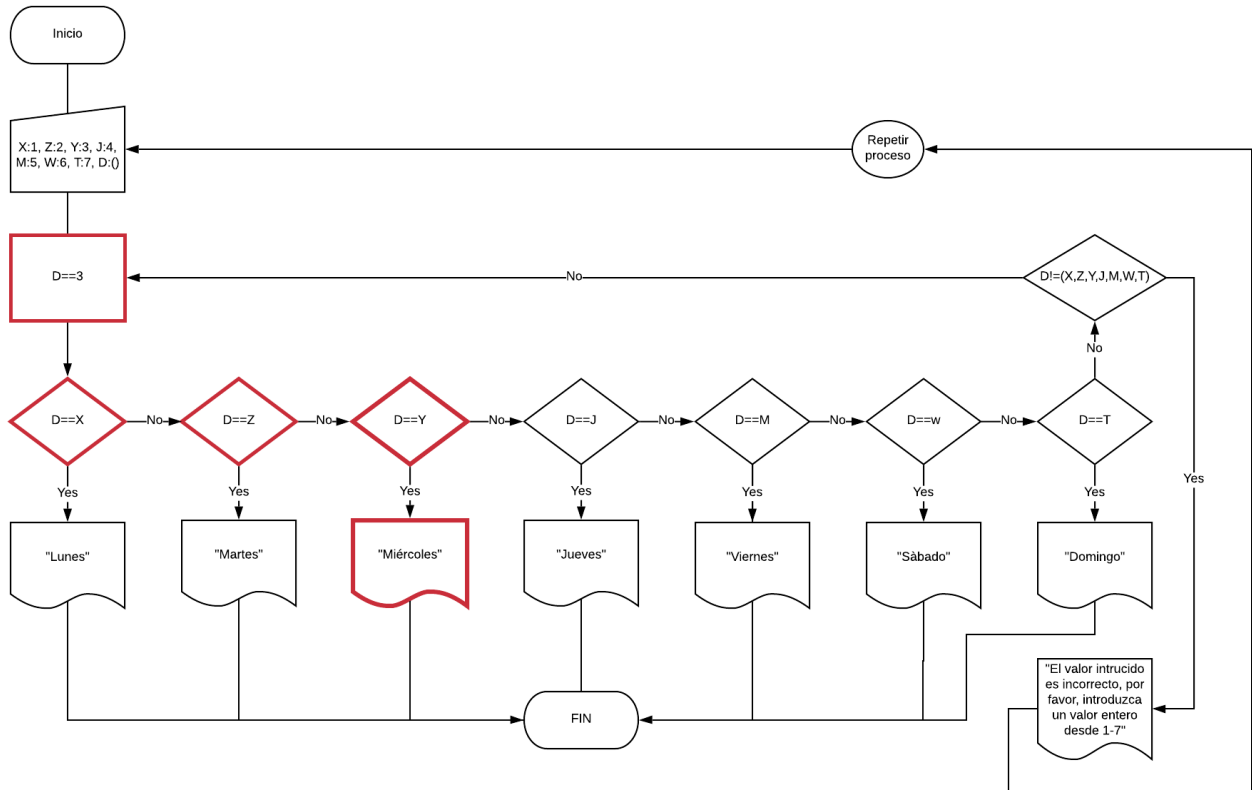 Inicio
X:1, Z:2, Y:3, J:4,
M:5, W:6, T:7, D:()
Repetir
proceso
D==3
No
D!=(X,Z,Y,J,M,W,T)
No
D==X
No
D==Z
No
D==Y
No
D==J
No
D==M
No
D==w
No
D==T
Yes
Yes
Yes
Yes
Yes
Yes
Yes
Yes
"Lunes"
"Martes"
"Miércoles"
"Jueves"
"Viernes"
"Sàbado"
"Domingo"
"El valor intrucido
es incorrecto, por
favor, introduzca
un valor entero
desde 1-7"
FIN